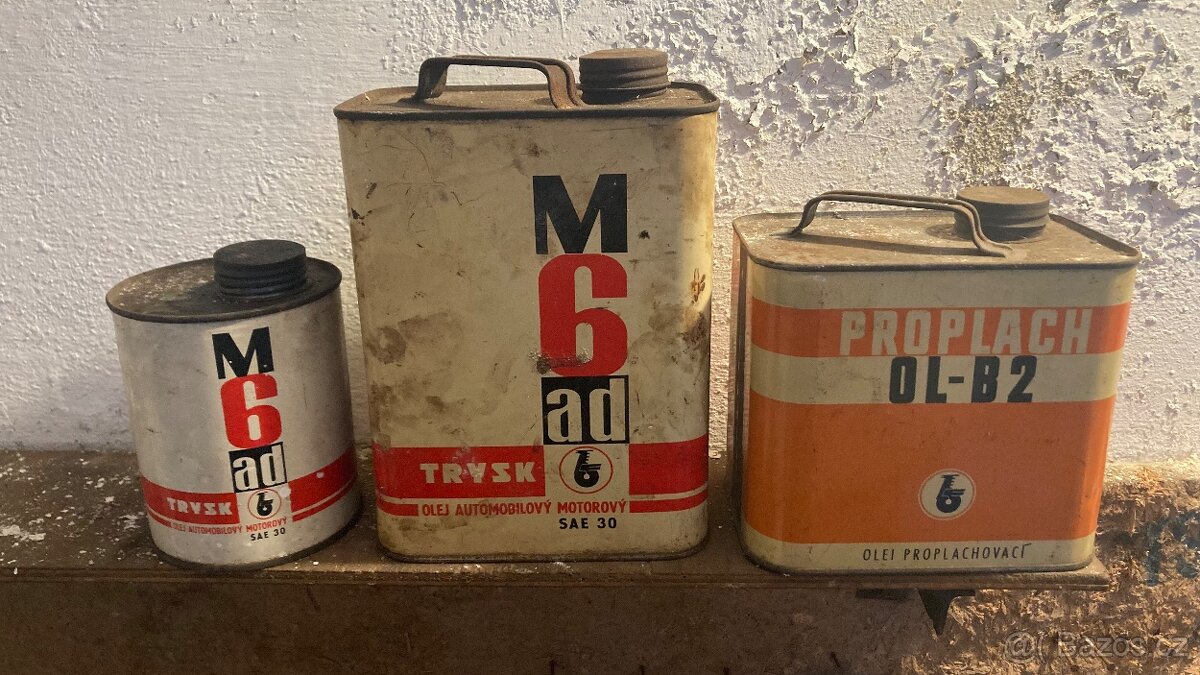 M
6
ad
TRYSK
OLEJ AUTOMOBILOVÝ MOTOROVÝ
SAE 30
M
6
ad
TRYSK
OLEJ AUTOMOBILOVÝ MOTOROVÝ
SAE 30
PROPLACH
OL-B2
OLEJ PROPLACHOVACÍ
Bazos.cz